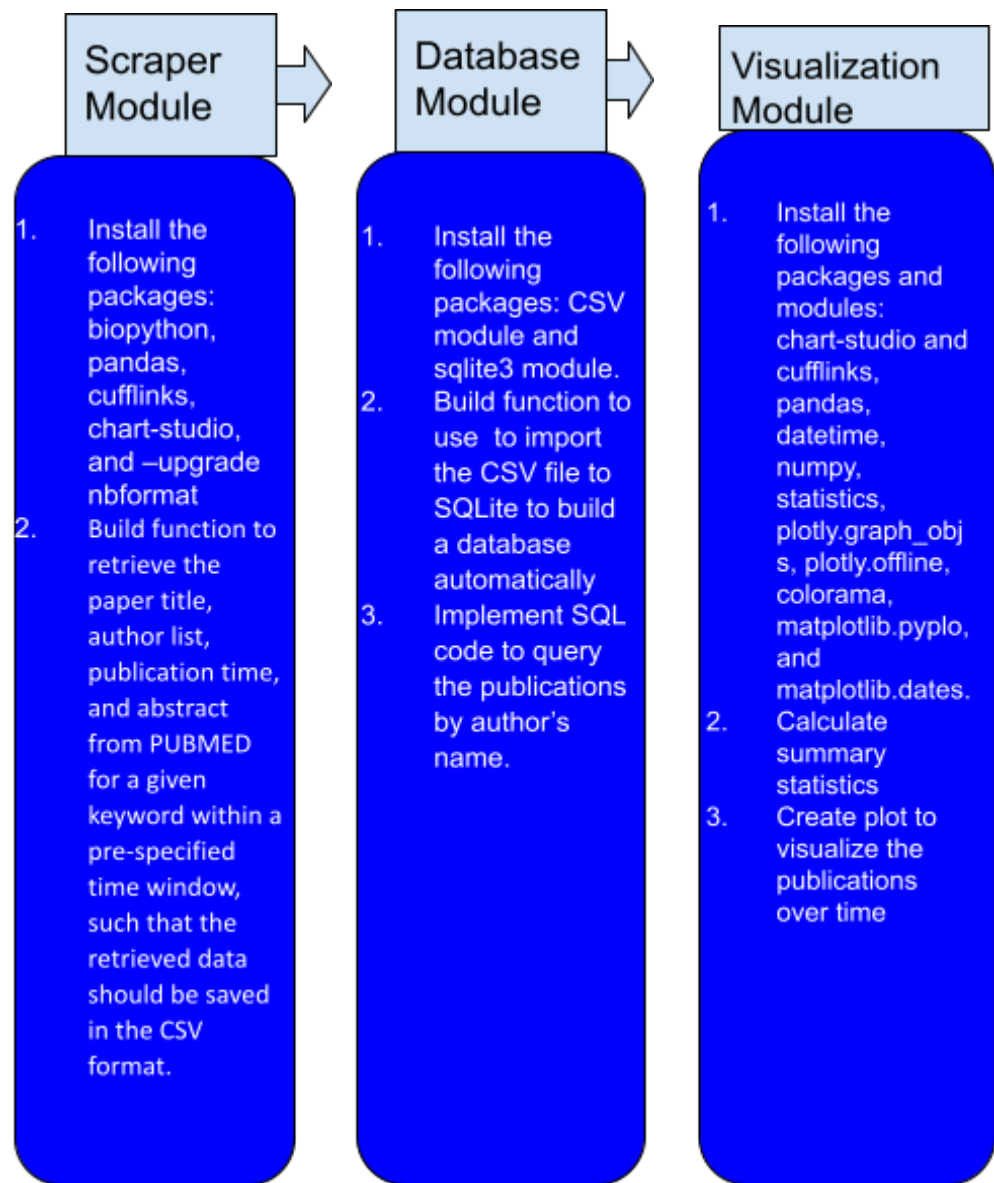 Scraper
Module
1. Install the
following
packages:
biopython,
pandas,
cufflinks,
chart-studio,
and –upgrade
nbformat
2. Build function to
retrieve the
paper title,
author list,
publication time,
and abstract
from PUBMED
for a given
keyword within a
pre-specified
time window,
such that the
retrieved data
should be saved
in the CSV
format.
Database
Module
1. Install the
following
packages: CSV
module and
sqlite3 module.
2. Build function to
use to import
the CSV file to
SQLite to build
a database
automatically
3. Implement SQL
code to query
the publications
by author’s
name.
Visualization
Module
1. Install the
following
packages and
modules:
chart-studio and
cufflinks,
pandas,
datetime,
numpy,
statistics,
plotly.graph_obj
s, plotly.offline,
colorama,
matplotlib.pyplo,
and
matplotlib.dates.
2. Calculate
summary
statistics
3. Create plot to
visualize the
publications
over time